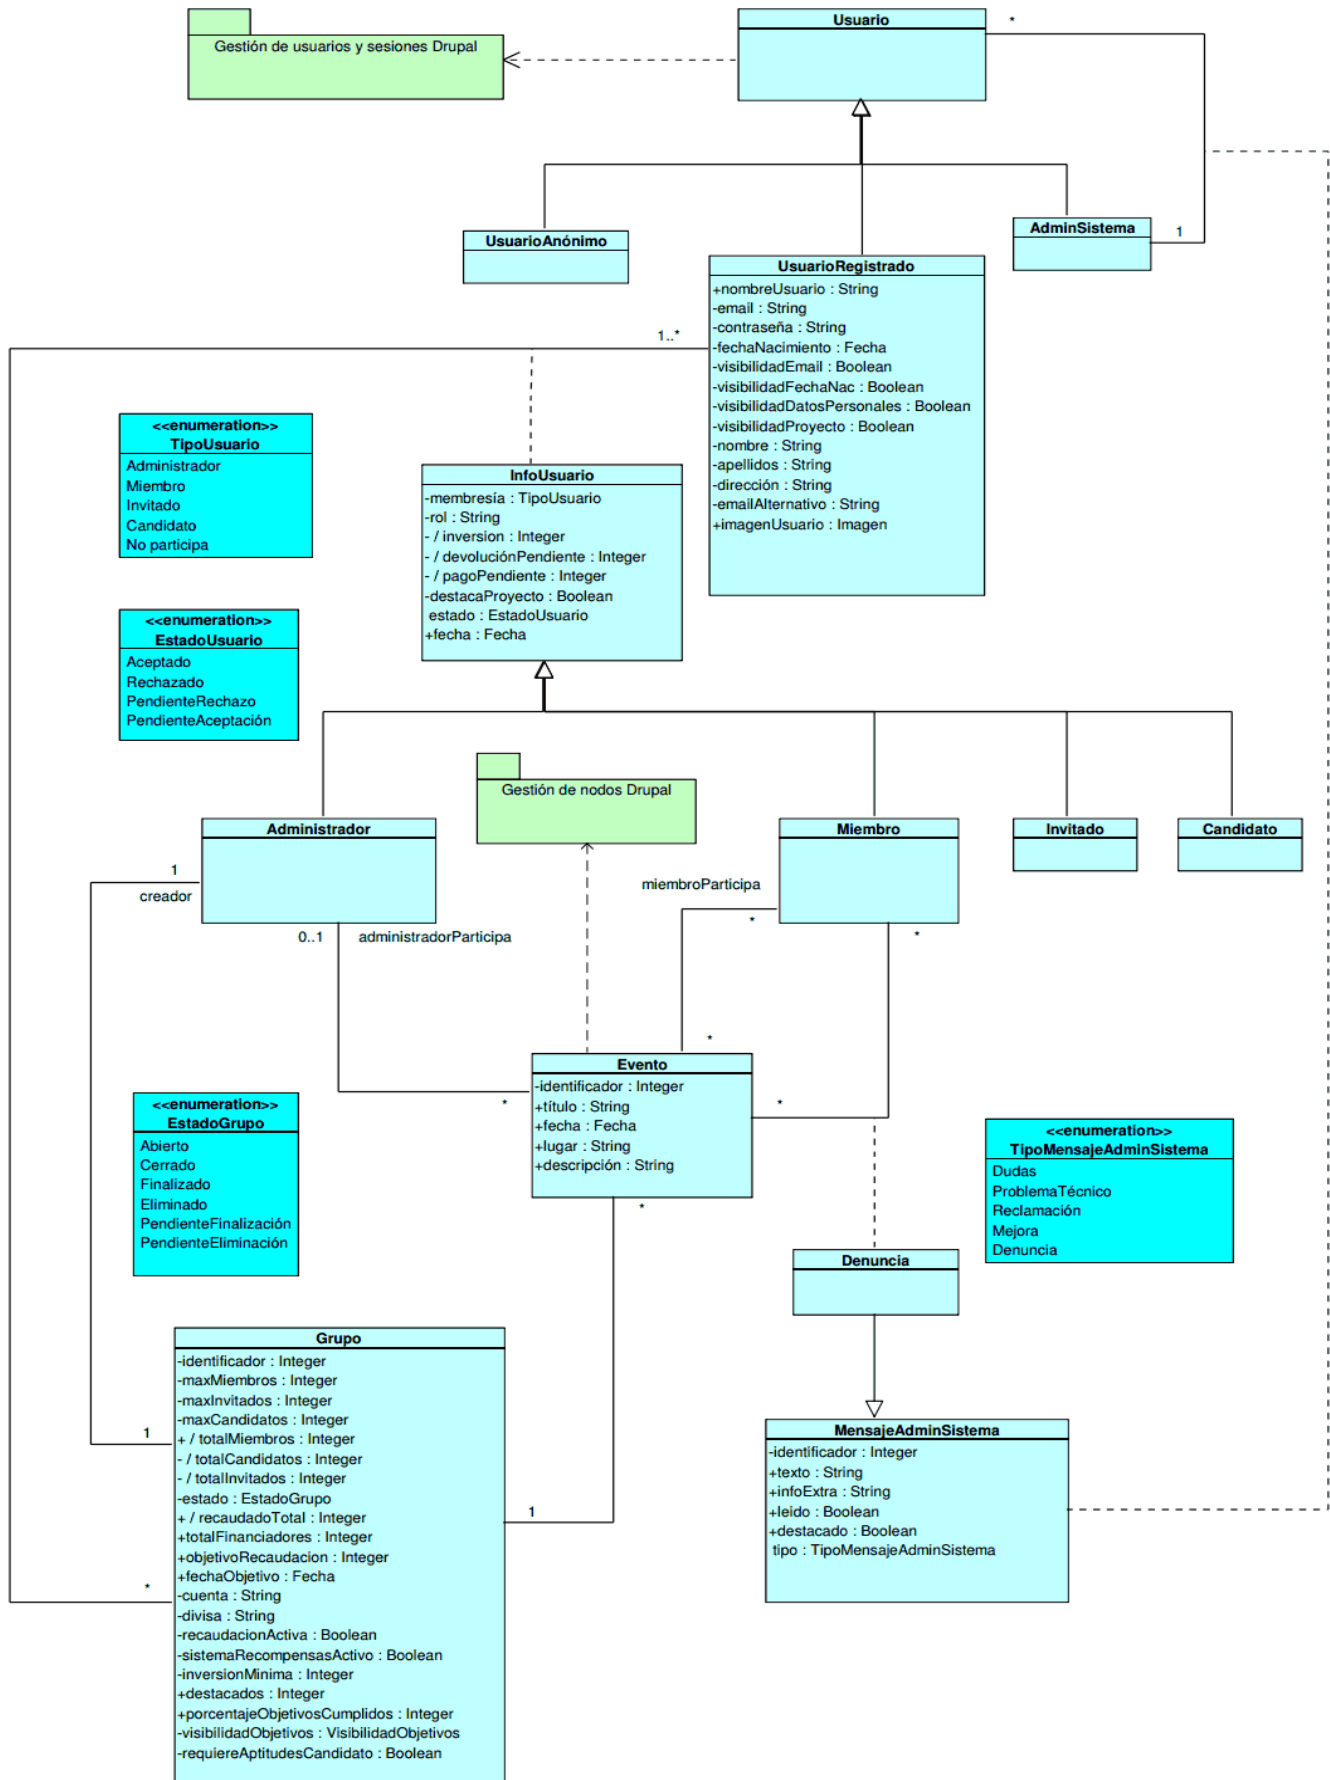 Usuario
*
Gestión de usuarios y sesiones Drupal
UsuarioAnónimo
AdminSistema
1
UsuarioRegistrado
+nombreUsuario : String
-email : String
-contraseña : String
-fechaNacimiento : Fecha
-visibilidadEmail : Boolean
-visibilidadFechaNac : Boolean
-visibilidadDatosPersonales : Boolean
-visibilidadProyecto : Boolean
-nombre : String
-apellidos : String
-dirección : String
-emailAlternativo : String
+imagenUsuario : Imagen
1..*
<<enumeration>>
TipoUsuario
Administrador
Miembro
Invitado
Candidato
No participa
InfoUsuario
-membresía : TipoUsuario
-rol : String
- / inversion : Integer
- / devoluciónPendiente : Integer
- / pagoPendiente : Integer
-destacaProyecto : Boolean
estado : EstadoUsuario
+fecha : Fecha
<<enumeration>>
EstadoUsuario
Aceptado
Rechazado
PendienteRechazo
PendienteAceptación
Gestión de nodos Drupal
Administrador
Miembro
Invitado
Candidato
1
creador
miembroParticipa
*
*
0..1
administradorParticipa
*
Evento
-identificador : Integer
+título : String
+fecha : Fecha
+lugar : String
+descripción : String
*
*
*
<<enumeration>>
EstadoGrupo
Abierto
Cerrado
Finalizado
Eliminado
PendienteFinalización
PendienteEliminación
<<enumeration>>
TipoMensajeAdminSistema
Dudas
ProblemaTécnico
Reclamación
Mejora
Denuncia
Denuncia
Grupo
-identificador : Integer
-maxMiembros : Integer
-maxInvitados : Integer
-maxCandidatos : Integer
+ / totalMiembros : Integer
- / totalCandidatos : Integer
- / totalInvitados : Integer
-estado : EstadoGrupo
+ / recaudadoTotal : Integer
+totalFinanciadores : Integer
+objetivoRecaudacion : Integer
+fechaObjetivo : Fecha
-cuenta : String
-divisa : String
-recaudacionActiva : Boolean
-sistemaRecompensasActivo : Boolean
-inversionMinima : Integer
+destacados : Integer
+porcentajeObjetivosCumplidos : Integer
-visibilidadObjetivos : VisibilidadObjetivos
-requiereAptitudesCandidato : Boolean
1
1
*
MensajeAdminSistema
-identificador : Integer
+texto : String
+infoExtra : String
+leido : Boolean
+destacado : Boolean
tipo : TipoMensajeAdminSistema